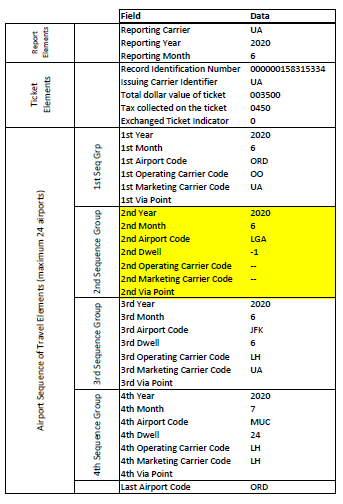 Field Data
Report Elements
Reporting Carrier UA
Reporting Year 2020
Reporting Month 6
Ticket Elements
Record Identification Number 000000158315334
Issuing Carrier Identifier UA
Total dollar value of ticket 003500
Tax collected on the ticket 0450
Exchanged Ticket Indicator 0
Airport Sequence of Travel Elements (maximum 24 airports)
1st Seq Grp
1st Year 2020
1st Month 6
1st Airport Code ORD
1st Operating Carrier Code OO
1st Marketing Carrier Code UA
1st Via Point
2nd Sequence Group
2nd Year 2020
2nd Month 6
2nd Airport Code LGA
2nd Dwell -1
2nd Operating Carrier Code --
2nd Marketing Carrier Code --
2nd Via Point
3rd Sequence Group
3rd Year 2020
3rd Month 6
3rd Airport Code JFK
3rd Dwell 6
3rd Operating Carrier Code LH
3rd Marketing Carrier Code UA
3rd Via Point
4th Sequence Group
4th Year 2020
4th Month 7
4th Airport Code MUC
4th Dwell 24
4th Operating Carrier Code LH
4th Marketing Carrier Code LH
4th Via Point
Last Airport Code ORD